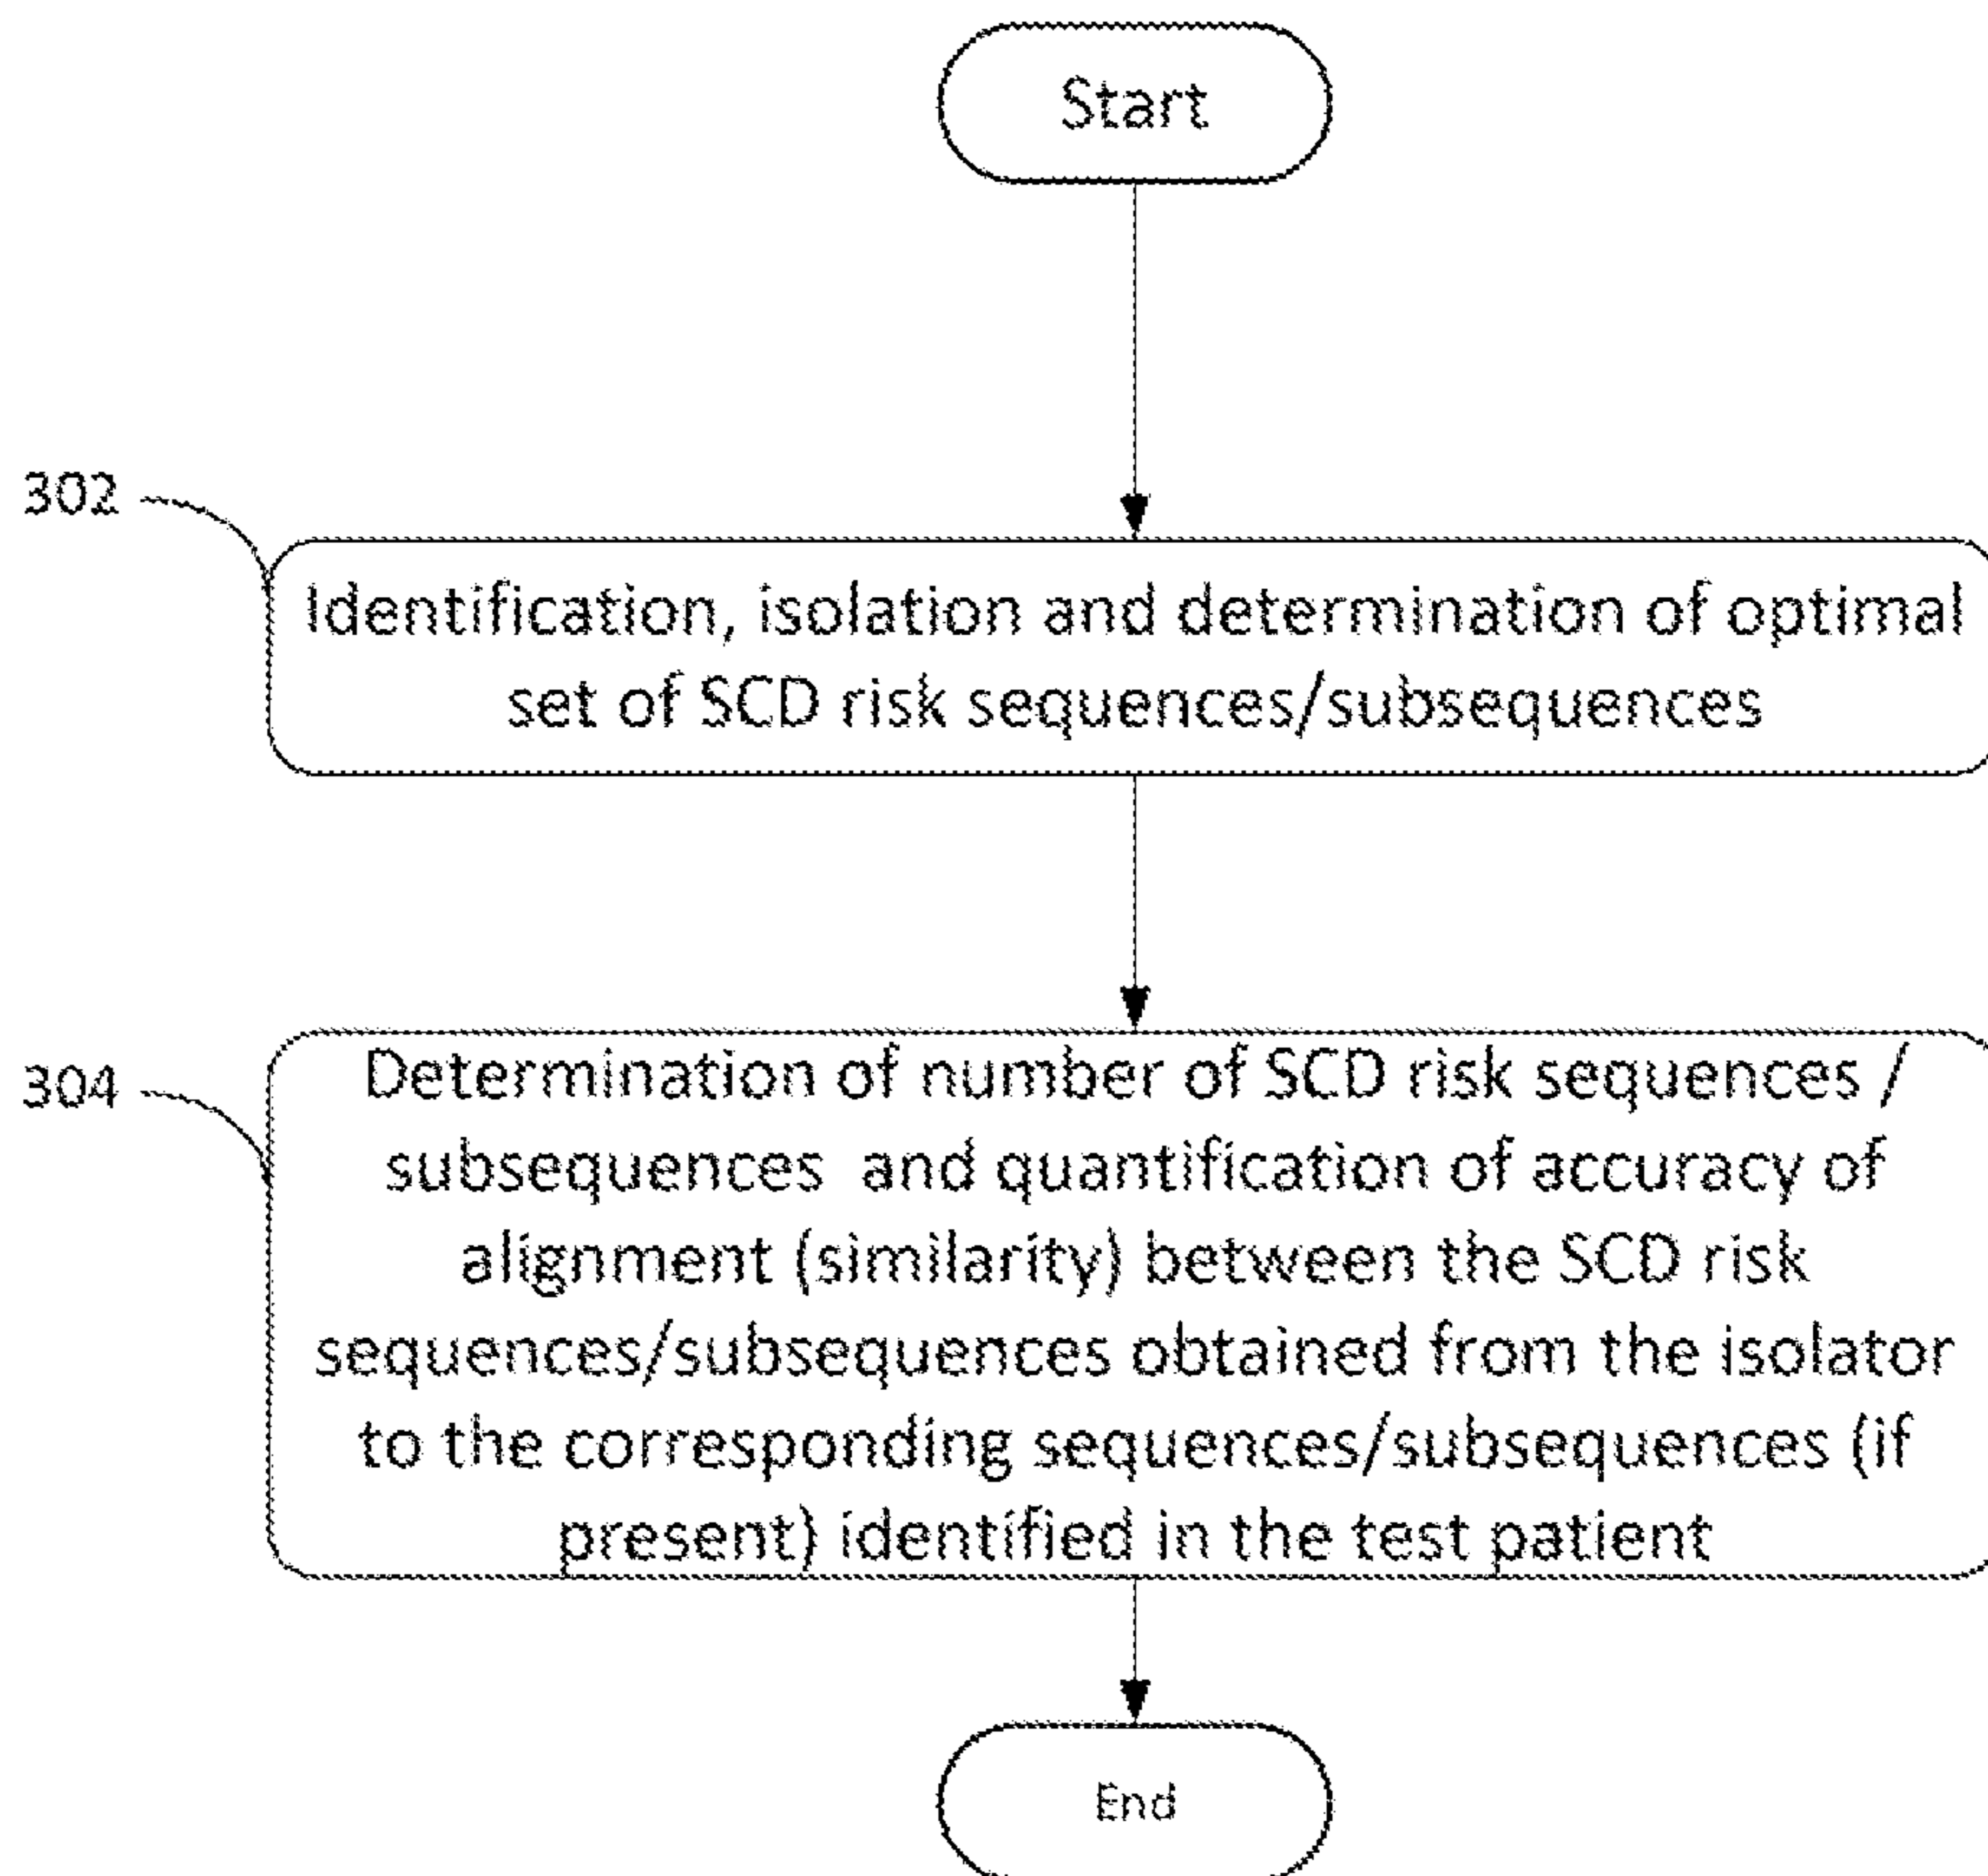 Start
302
Identification, isolation and determination of optimal
set of SCD risk sequences/subsequences
304
Determination of number of SCD risk sequences /
subsequences and quantification of accuracy of
alignment (similarity) between the SCD risk
sequences/subsequences obtained from the isolator
to the corresponding sequences/subsequences (if
present) identified in the test patient
End